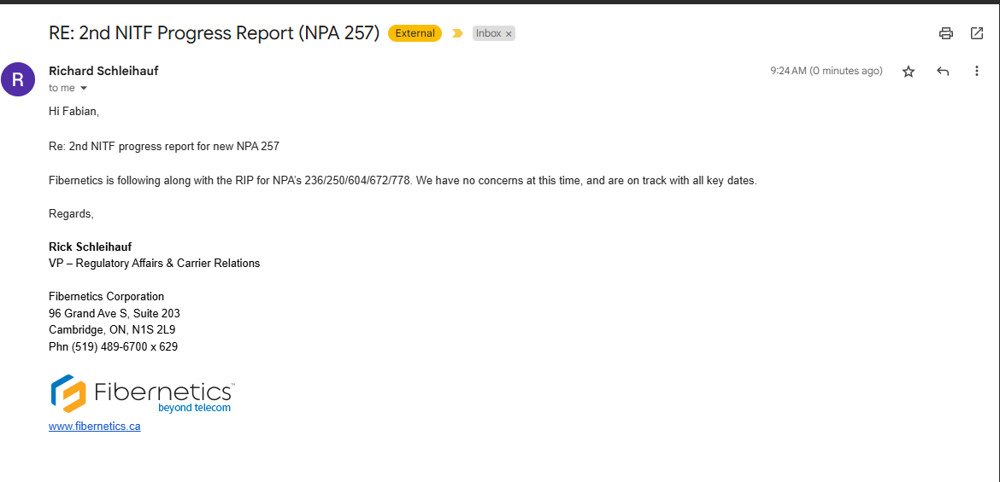 RE: 2nd NITF Progress Report (NPA 257) External Inbox ×
R
Richard Schleihauf 9:24 AM (0 minutes ago)
to me
Hi Fabian,
Re: 2nd NITF progress report for new NPA 257
Fibernetics is following along with the RIP for NPA's 236/250/604/672/778. We have no concerns at this time, and are on track with all key dates.
Regards,
Rick Schleihauf
VP – Regulatory Affairs & Carrier Relations
Fibernetics Corporation
96 Grand Ave S, Suite 203
Cambridge, ON, N1S 2L9
Phn (519) 489-6700 x 629
Fibernetics™
beyond telecom
www.fibernetics.ca